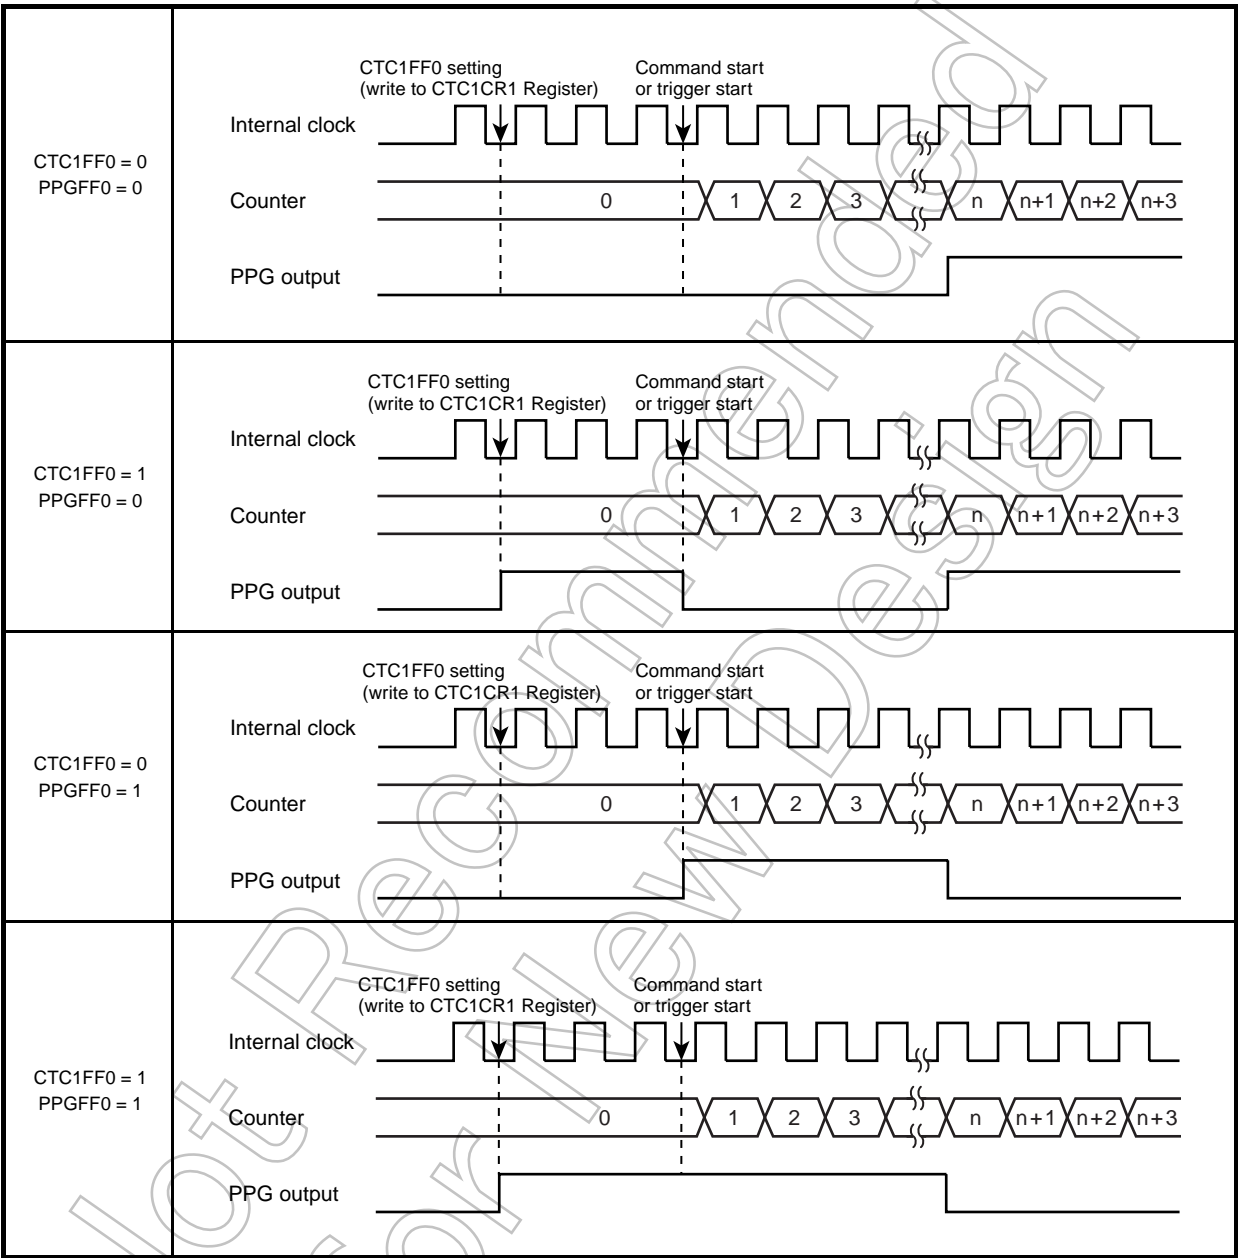 CTC1FF0 = 0
PPGFF0 = 0
CTC1FF0 setting
(write to CTC1CR1 Register)
Command start
or trigger start
Internal clock
Counter
0 1 2 3 n n+1 n+2 n+3
PPG output
CTC1FF0 = 1
PPGFF0 = 0
CTC1FF0 setting
(write to CTC1CR1 Register)
Command start
or trigger start
Internal clock
Counter
0 1 2 3 n n+1 n+2 n+3
PPG output
CTC1FF0 = 0
PPGFF0 = 1
CTC1FF0 setting
(write to CTC1CR1 Register)
Command start
or trigger start
Internal clock
Counter
0 1 2 3 n n+1 n+2 n+3
PPG output
CTC1FF0 = 1
PPGFF0 = 1
CTC1FF0 setting
(write to CTC1CR1 Register)
Command start
or trigger start
Internal clock
Counter
0 1 2 3 n n+1 n+2 n+3
PPG output
Not Recommended
for New Design